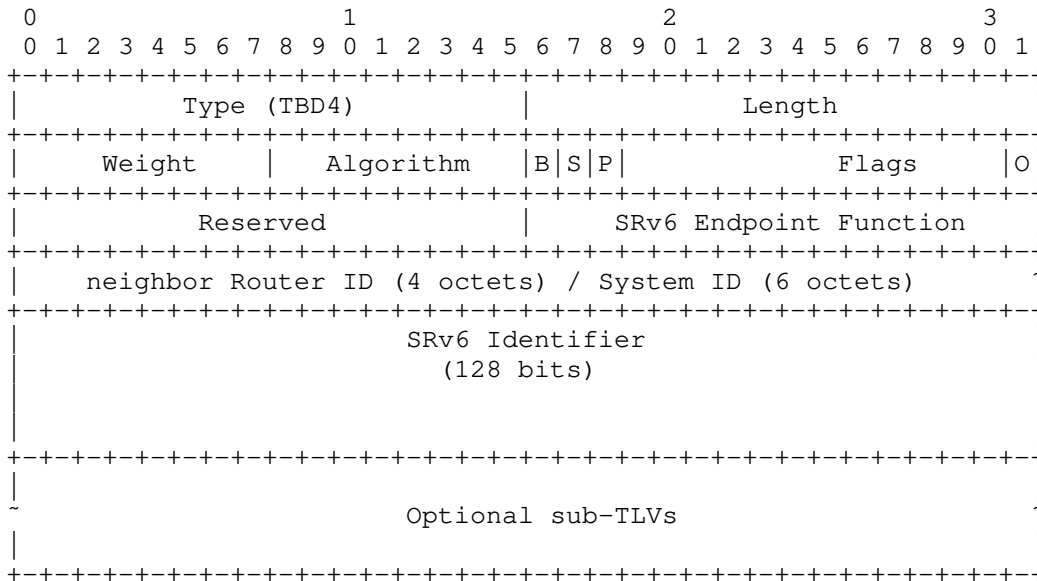 0                   1                   2                   3
0 1 2 3 4 5 6 7 8 9 0 1 2 3 4 5 6 7 8 9 0 1 2 3 4 5 6 7 8 9 0 1
+-+-+-+-+-+-+-+-+-+-+-+-+-+-+-+-+-+-+-+-+-+-+-+-+-+-+-+-+-+-+-+--
|          Type (TBD4)          |             Length
+-+-+-+-+-+-+-+-+-+-+-+-+-+-+-+-+-+-+-+-+-+-+-+-+-+-+-+-+-+-+-+--
|     Weight    |   Algorithm   |B|S|P|             Flags     |O
+-+-+-+-+-+-+-+-+-+-+-+-+-+-+-+-+-+-+-+-+-+-+-+-+-+-+-+-+-+-+-+--
|           Reserved            |     SRv6 Endpoint Function
+-+-+-+-+-+-+-+-+-+-+-+-+-+-+-+-+-+-+-+-+-+-+-+-+-+-+-+-+-+-+-+--
|    neighbor Router ID (4 octets) / System ID (6 octets)       ~
+-+-+-+-+-+-+-+-+-+-+-+-+-+-+-+-+-+-+-+-+-+-+-+-+-+-+-+-+-+-+-+--
|                        SRv6 Identifier
|                          (128 bits)
|
|
+-+-+-+-+-+-+-+-+-+-+-+-+-+-+-+-+-+-+-+-+-+-+-+-+-+-+-+-+-+-+-+--
|
~                        Optional sub-TLVs                      ~
|
+-+-+-+-+-+-+-+-+-+-+-+-+-+-+-+-+-+-+-+-+-+-+-+-+-+-+-+-+-+-+-+--